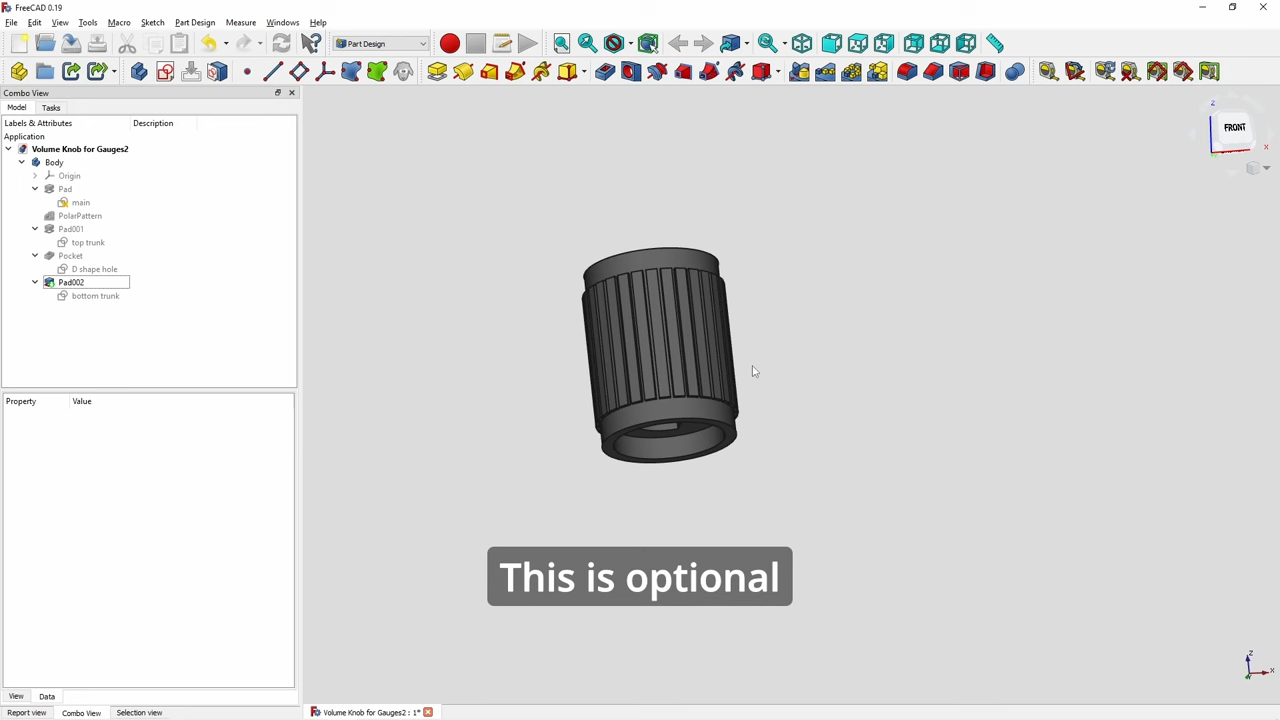 FreeCAD 0.19
File Edit View Tools Macro Sketch Part Design Measure Windows Help
Part Design
Combo View
Model Tasks
Labels & Attributes Description
Application
Volume Knob for Gauges2
Body
Origin
Pad
main
PolarPattern
Pad001
top trunk
Pocket
D shape hole
Pad002
bottom trunk
Property Value
Z
FRONT
X
This is optional
Z
X
View Data
Report view Combo View Selection view
Volume Knob for Gauges2 : 1*